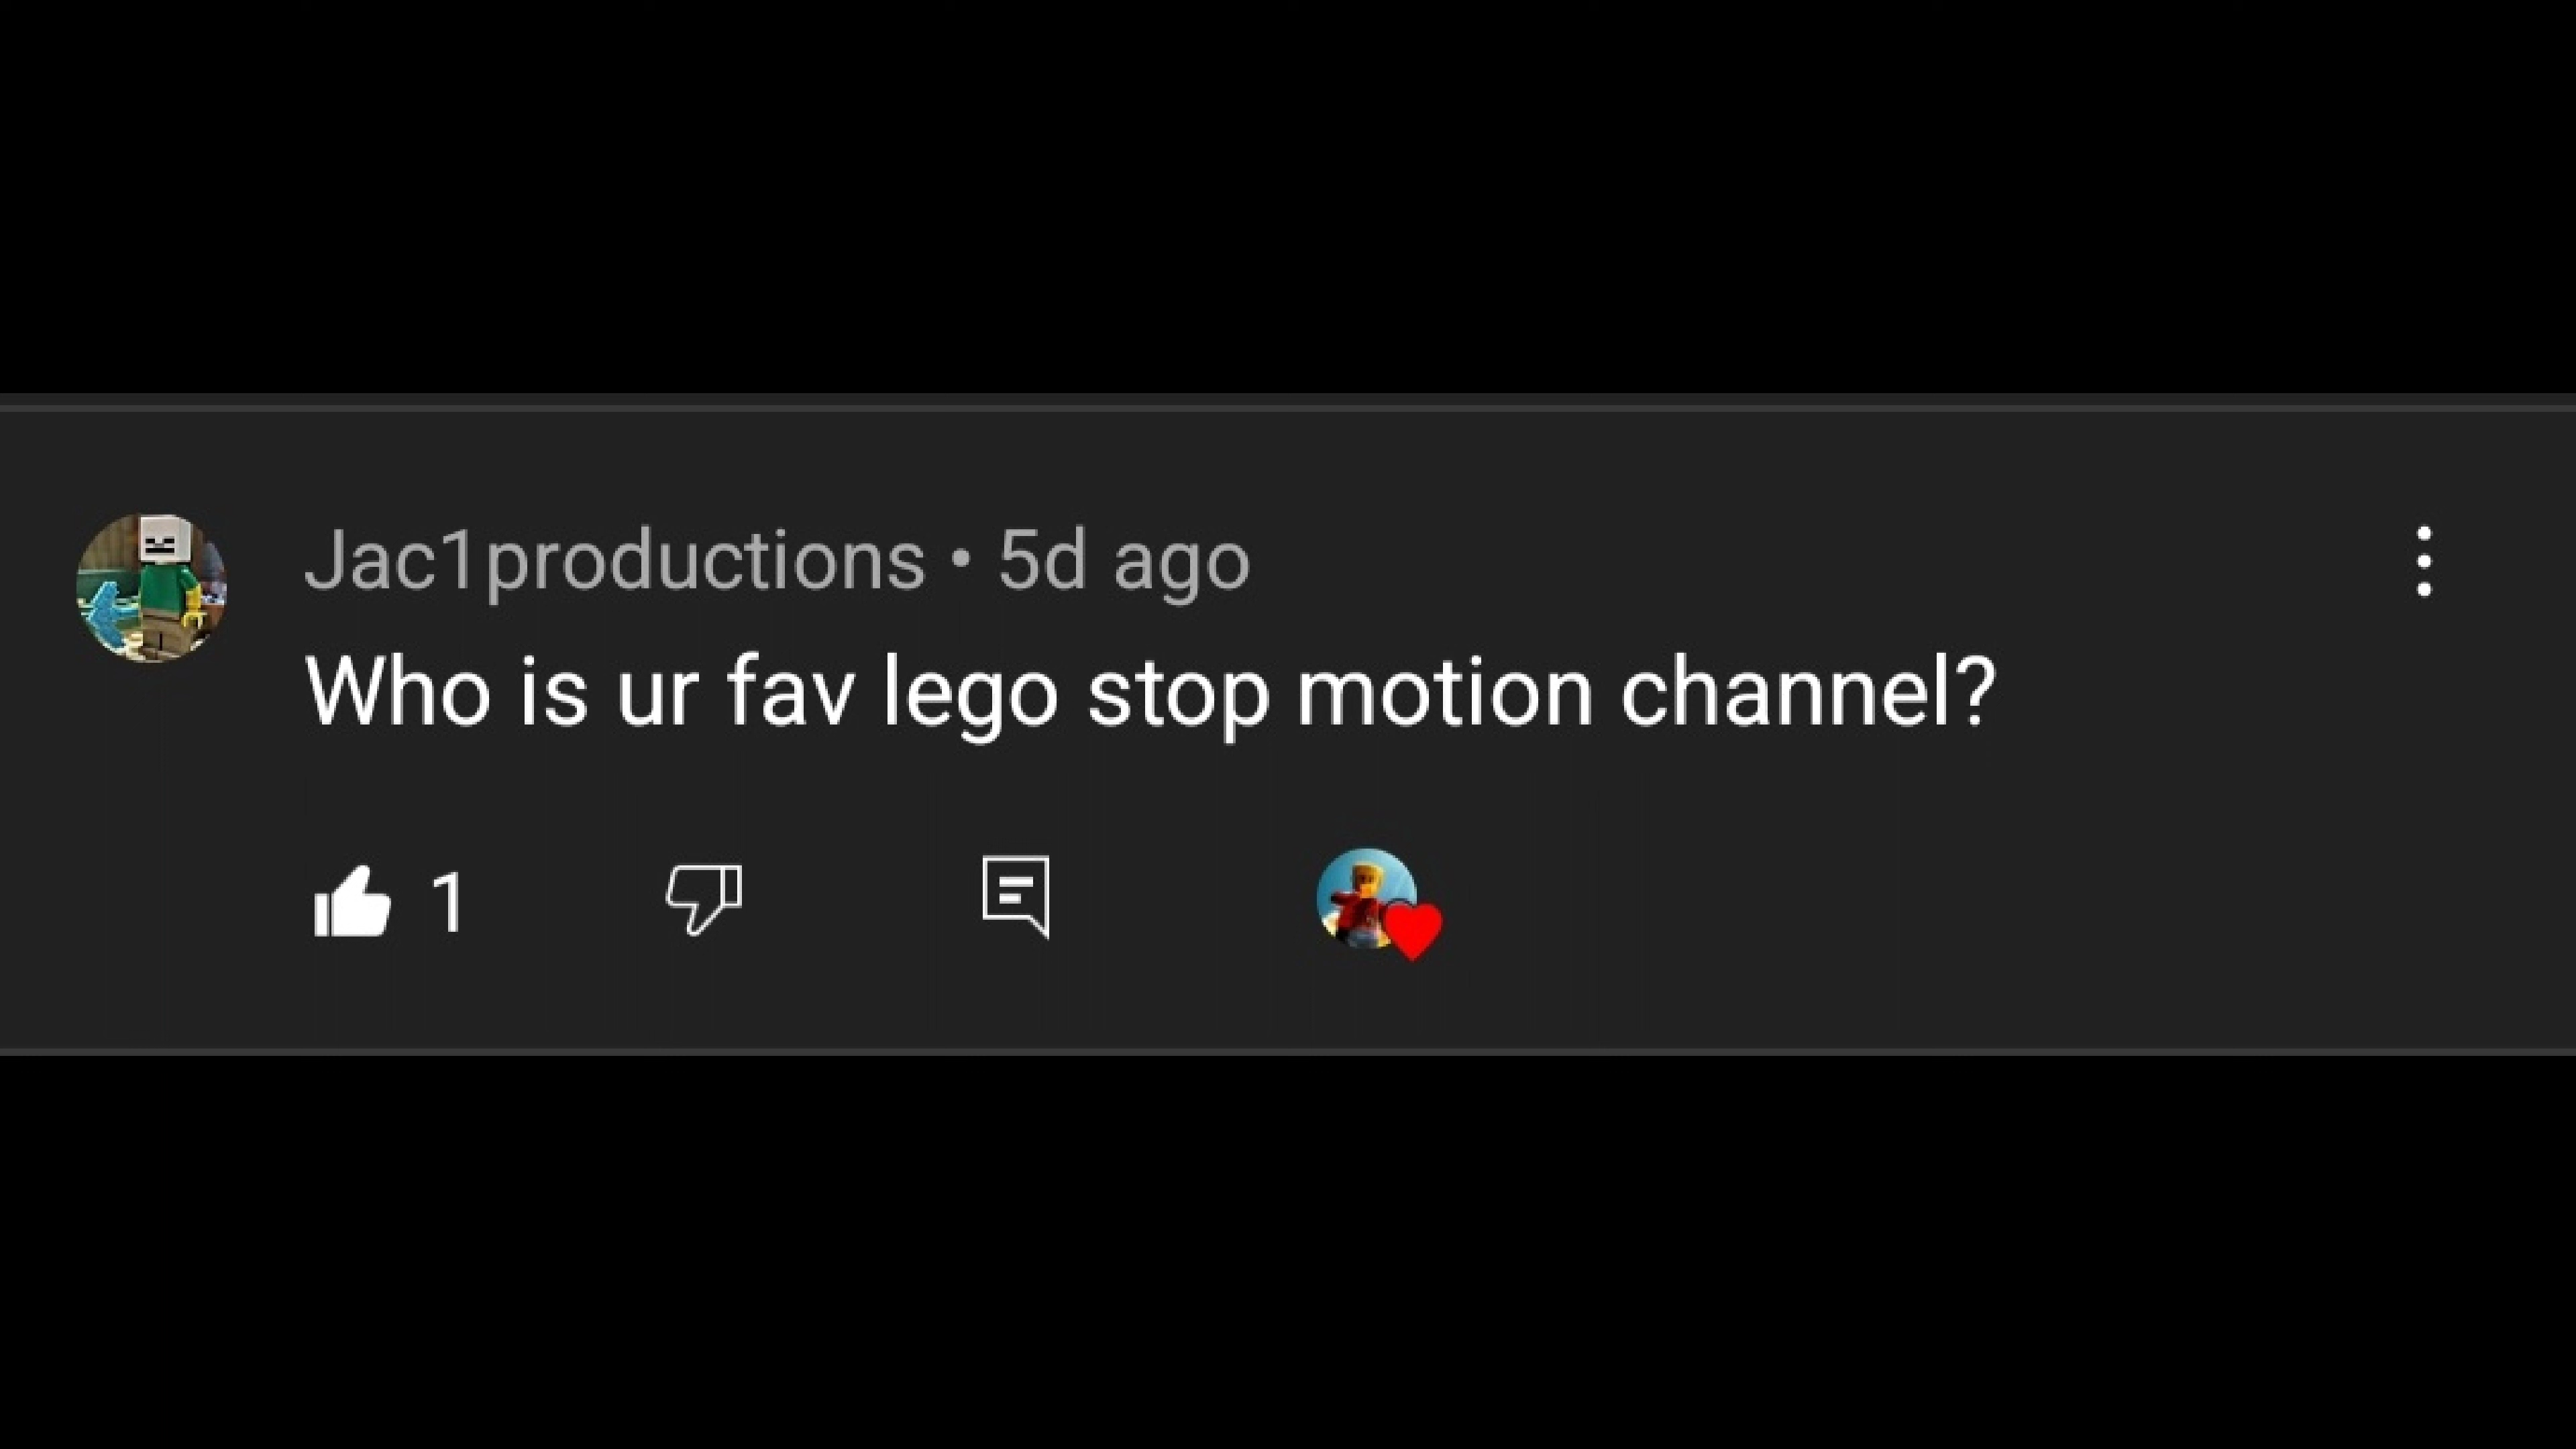 Jac1productions • 5d ago
Who is ur fav lego stop motion channel?
1